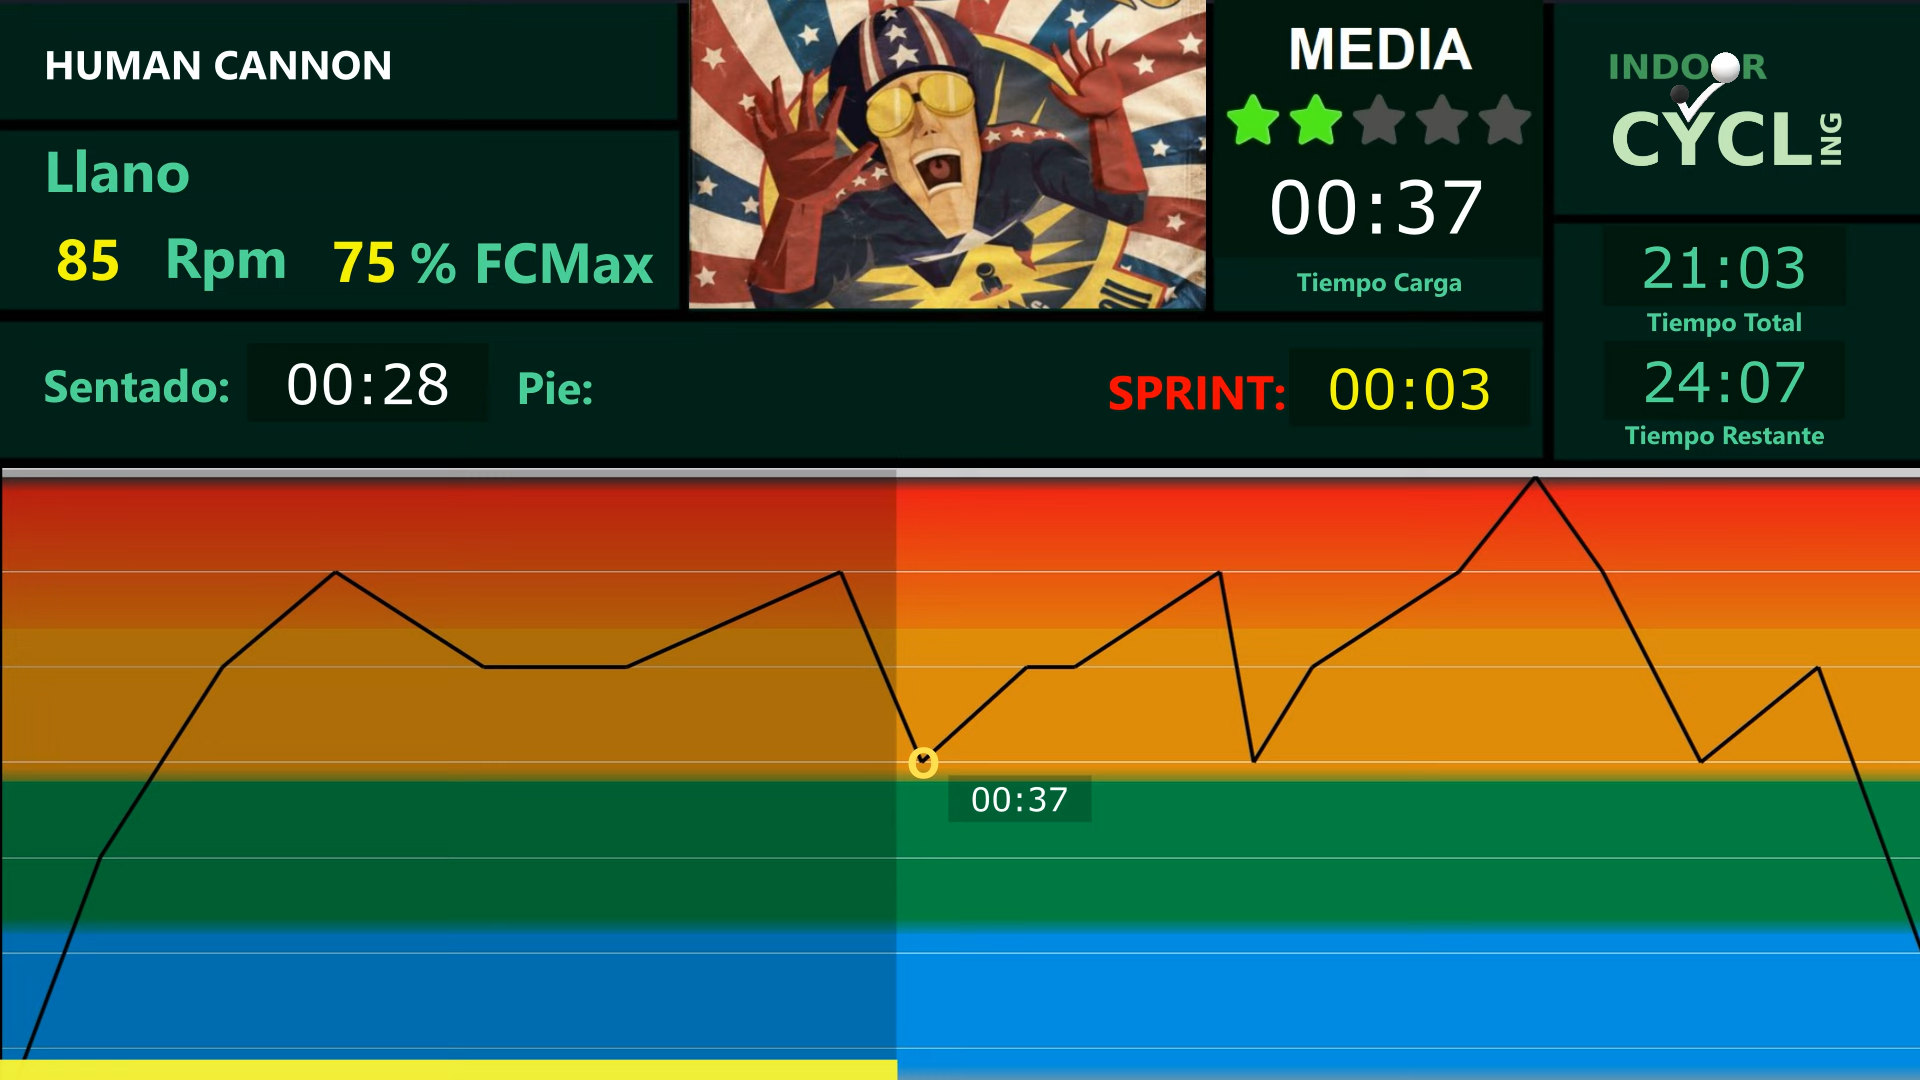 HUMAN CANNON
Llano
85 Rpm 75 % FCMax
MEDIA
00:37
Tiempo Carga
INDOOR
CYCLING
21:03
Tiempo Total
24:07
Tiempo Restante
Sentado: 00:28 Pie:
SPRINT: 00:03
00:37